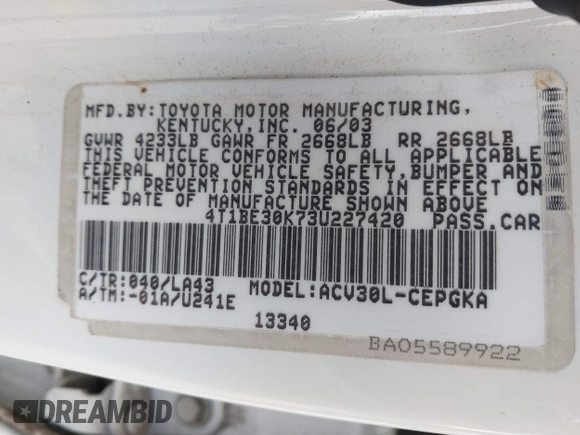 MFD.BY:TOYOTA MOTOR MANUFACTURING,
KENTUCKY,INC. 06/03
GVWR 4233LB GAWR FR 2668LB RR 2668LB
THIS VEHICLE CONFORMS TO ALL APPLICABLE
FEDERAL MOTOR VEHICLE SAFETY,BUMPER AND
THEFT PREVENTION STANDARDS IN EFFECT ON
THE DATE OF MANUFACTURE SHOWN ABOVE
4T1BE30K73U227420 PASS.CAR
C/TR:040/LA43 MODEL:ACV30L-CEPGKA
A/TM:-01A/U241E
13340
BA05589922
DREAMBID